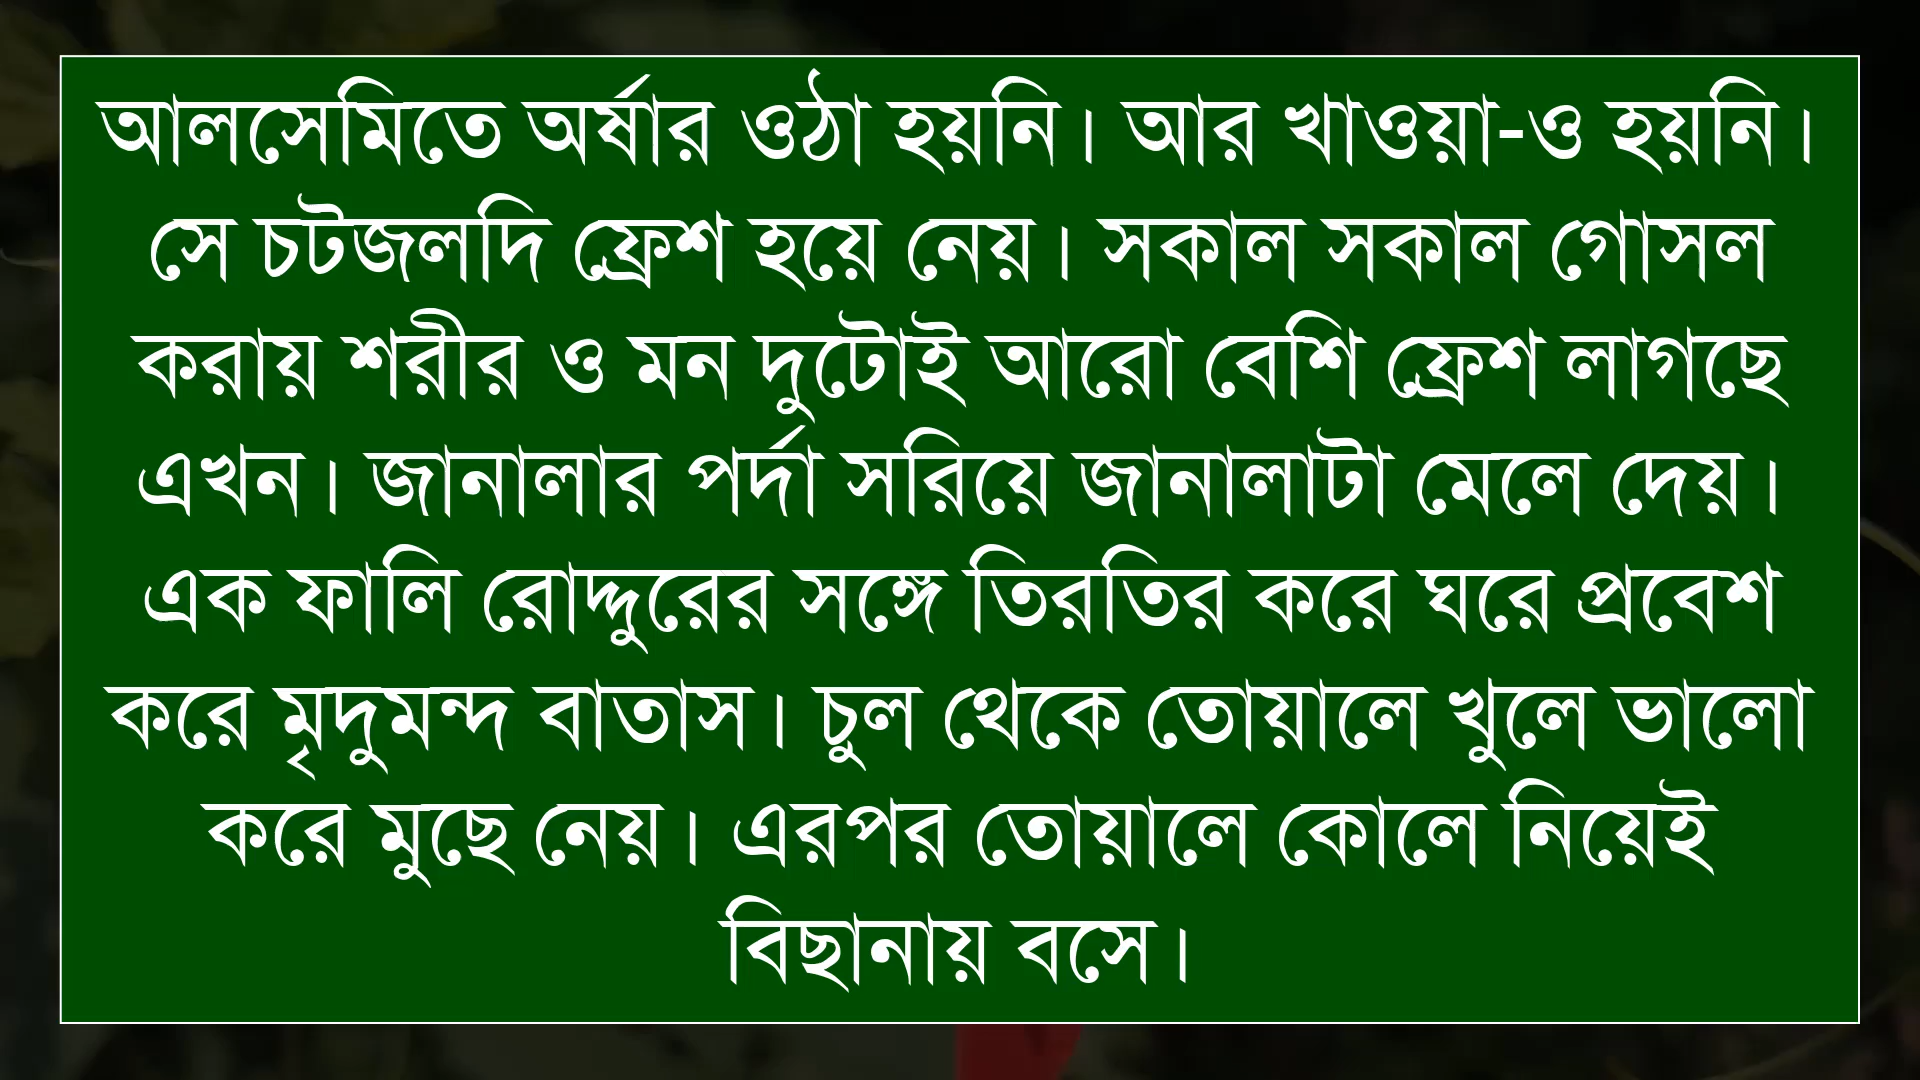 আলসেমিতে অর্ষার ওঠা হয়নি। আর খাওয়া-ও হয়নি।
সে চটজলদি ফ্রেশ হয়ে নেয়। সকাল সকাল গোসল
করায় শরীর ও মন দুটোই আরো বেশি ফ্রেশ লাগছে
এখন। জানালার পর্দা সরিয়ে জানালাটা মেলে দেয়।
এক ফালি রোদ্দুরের সঙ্গে তিরতির করে ঘরে প্রবেশ
করে মৃদুমন্দ বাতাস। চুল থেকে তোয়ালে খুলে ভালো
করে মুছে নেয়। এরপর তোয়ালে কোলে নিয়েই
বিছানায় বসে।